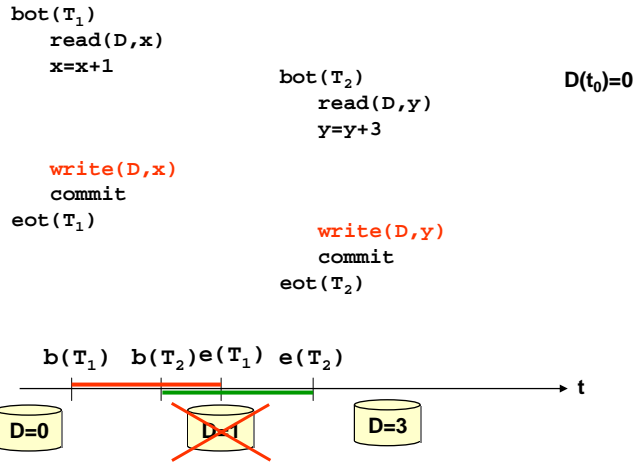 bot(T₁)
read(D,x)
x=x+1
bot(T₂)
read(D,y)
y=y+3
D(t₀)=0
write(D,x)
commit
eot(T₁)
write(D,y)
commit
eot(T₂)
b(T₁) b(T₂) e(T₁) e(T₂)
t
D=0
D=1
D=3